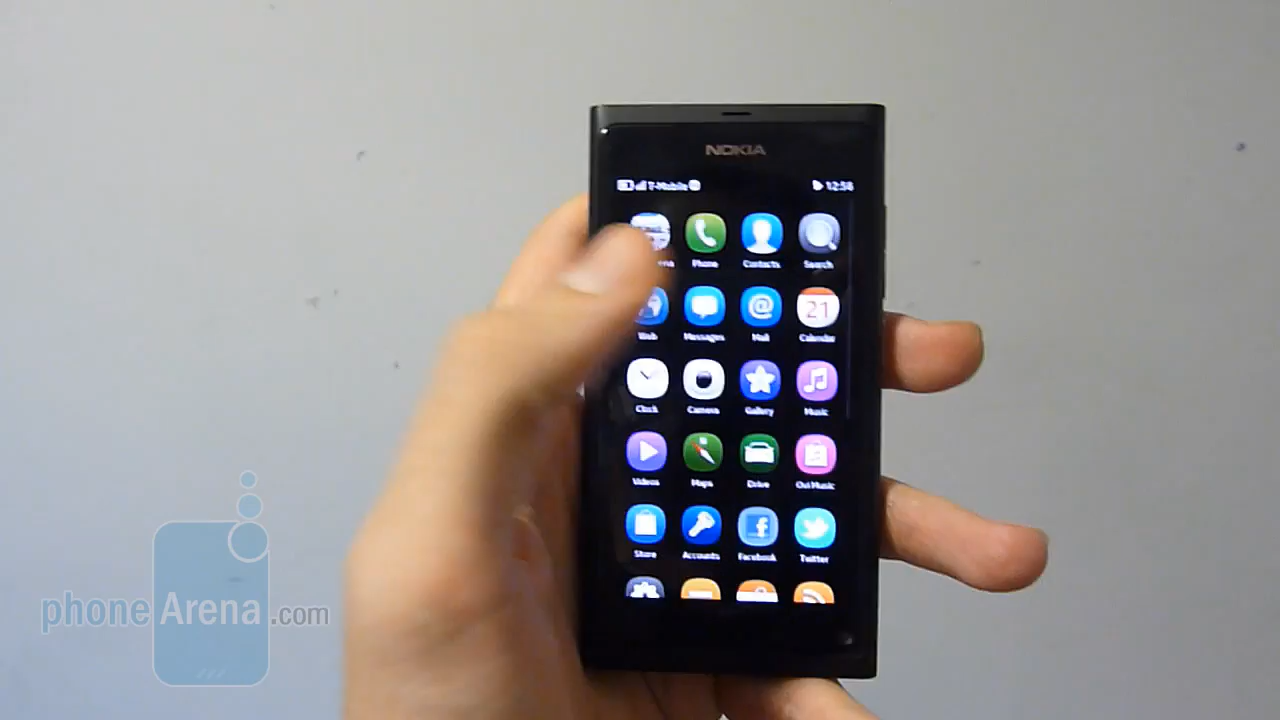 NOKIA
T-Mobile 12:56
Phone Contacts Search
Web Messages Mail Calendar
21
Clock Camera Gallery Music
Videos Maps Drive Ovi Music
Store Accounts Facebook Twitter
phoneArena.com